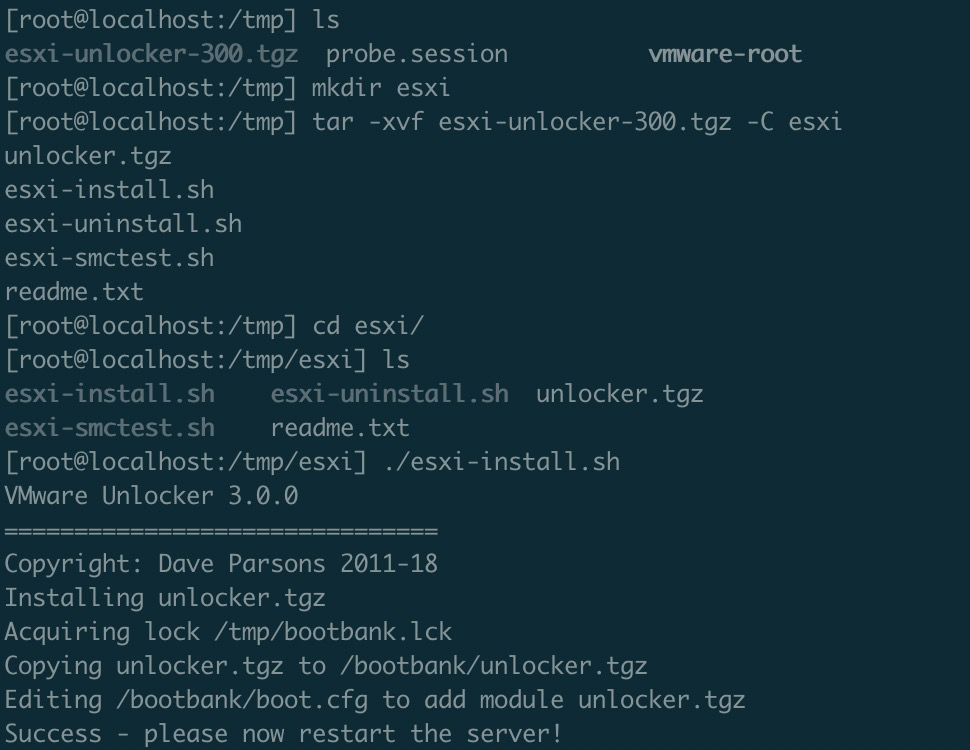 [root@localhost:/tmp] ls
esxi-unlocker-300.tgz  probe.session          vmware-root
[root@localhost:/tmp] mkdir esxi
[root@localhost:/tmp] tar -xvf esxi-unlocker-300.tgz -C esxi
unlocker.tgz
esxi-install.sh
esxi-uninstall.sh
esxi-smctest.sh
readme.txt
[root@localhost:/tmp] cd esxi/
[root@localhost:/tmp/esxi] ls
esxi-install.sh    esxi-uninstall.sh  unlocker.tgz
esxi-smctest.sh    readme.txt
[root@localhost:/tmp/esxi] ./esxi-install.sh
VMware Unlocker 3.0.0
===============================
Copyright: Dave Parsons 2011-18
Installing unlocker.tgz
Acquiring lock /tmp/bootbank.lck
Copying unlocker.tgz to /bootbank/unlocker.tgz
Editing /bootbank/boot.cfg to add module unlocker.tgz
Success - please now restart the server!